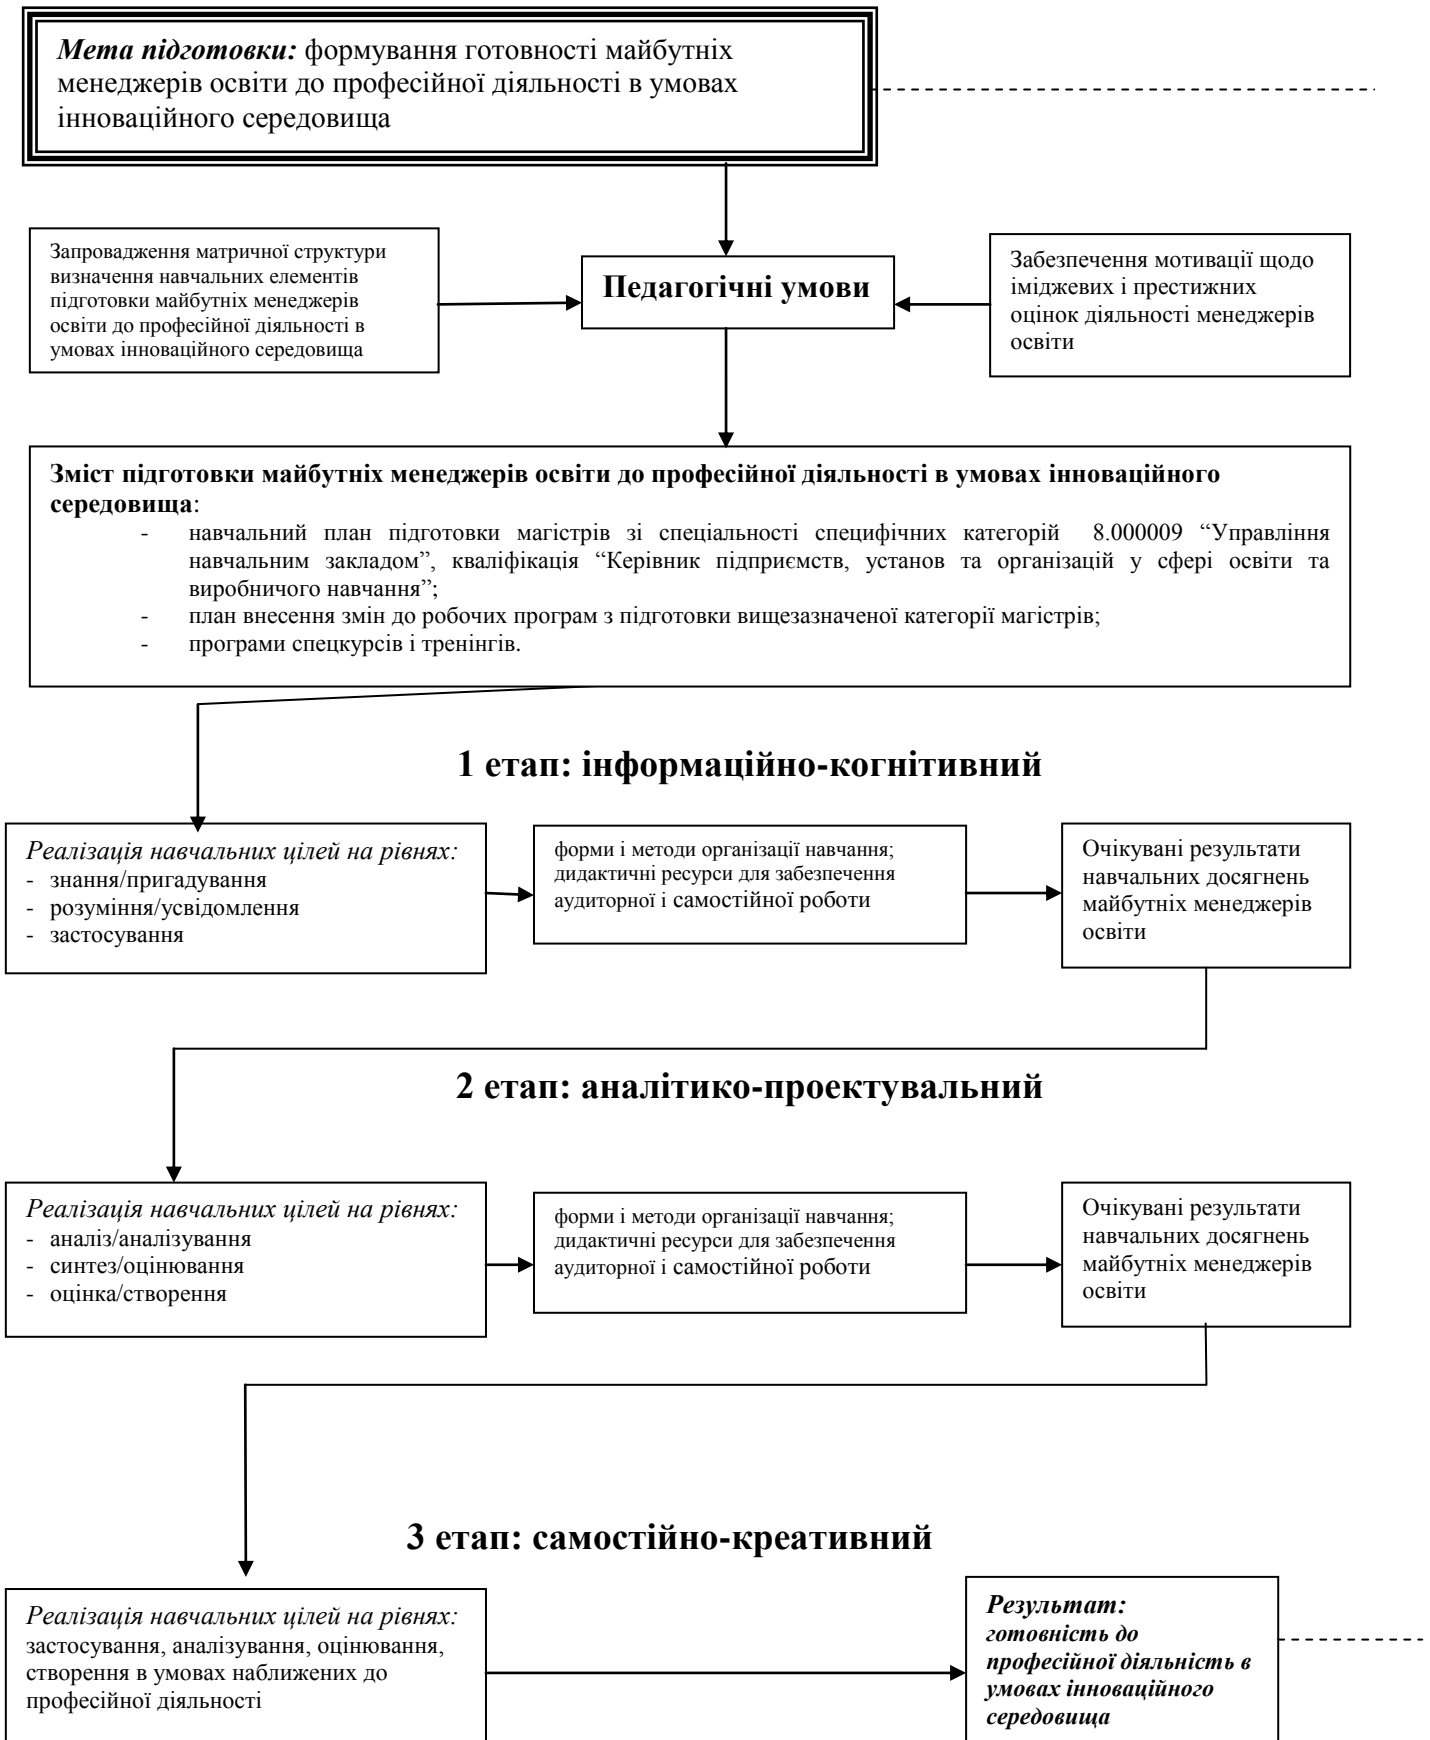 Мета підготовки: формування готовності майбутніх
менеджерів освіти до професійної діяльності в умовах
інноваційного середовища
Запровадження матричної структури
визначення навчальних елементів
підготовки майбутніх менеджерів
освіти до професійної діяльності в
умовах інноваційного середовища
Педагогічні умови
Забезпечення мотивації щодо
іміджевих і престижних
оцінок діяльності менеджерів
освіти
Зміст підготовки майбутніх менеджерів освіти до професійної діяльності в умовах інноваційного
середовища:
- навчальний план підготовки магістрів зі спеціальності специфічних категорій 8.000009 “Управління
навчальним закладом”, кваліфікація “Керівник підприємств, установ та організацій у сфері освіти та
виробничого навчання”;
- план внесення змін до робочих програм з підготовки вищезазначеної категорії магістрів;
- програми спецкурсів і тренінгів.
1 етап: інформаційно-когнітивний
Реалізація навчальних цілей на рівнях:
- знання/пригадування
- розуміння/усвідомлення
- застосування
форми і методи організації навчання;
дидактичні ресурси для забезпечення
аудиторної і самостійної роботи
Очікувані результати
навчальних досягнень
майбутніх менеджерів
освіти
2 етап: аналітико-проектувальний
Реалізація навчальних цілей на рівнях:
- аналіз/аналізування
- синтез/оцінювання
- оцінка/створення
форми і методи організації навчання;
дидактичні ресурси для забезпечення
аудиторної і самостійної роботи
Очікувані результати
навчальних досягнень
майбутніх менеджерів
освіти
3 етап: самостійно-креативний
Реалізація навчальних цілей на рівнях:
застосування, аналізування, оцінювання,
створення в умовах наближених до
професійної діяльності
Результат:
готовність до
професійної діяльність в
умовах інноваційного
середовища